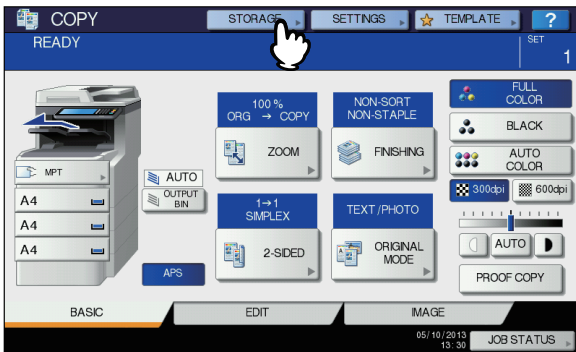 COPY
STORAGE
SETTINGS
TEMPLATE
?
READY
SET
1
100 %
ORG → COPY
NON-SORT
NON-STAPLE
FULL
COLOR
ZOOM
FINISHING
BLACK
MPT
AUTO
AUTO
COLOR
A4
OUTPUT
BIN
1→1
SIMPLEX
TEXT/PHOTO
300dpi
600dpi
A4
2-SIDED
ORIGINAL
MODE
AUTO
A4
APS
PROOF COPY
BASIC
EDIT
IMAGE
05/10/2013
13:30
JOB STATUS